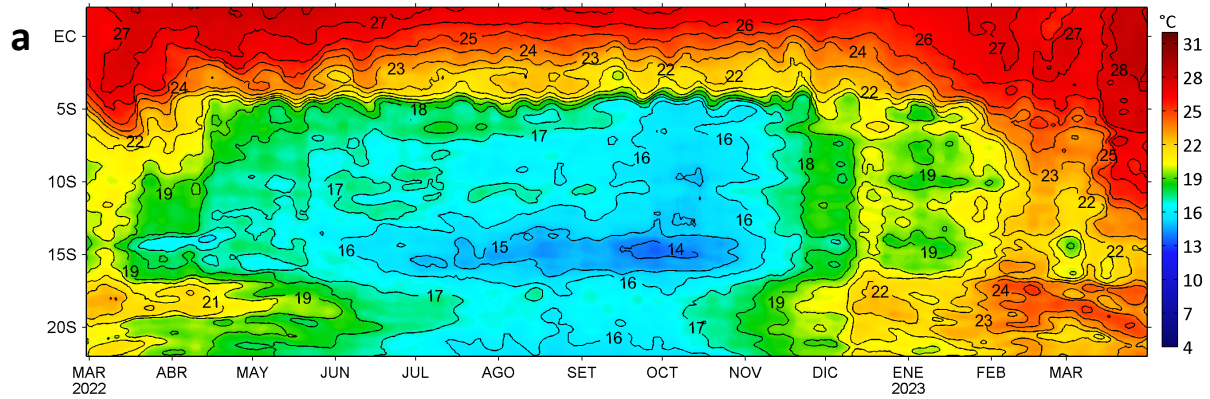 a
°C
EC
5S
10S
15S
20S
27 25 26 26 27 27
24 23 24 23 22 22 24 28
22 18 17 16 22
19 17 16 16 18 19 23 25
16 15 14 16 19 22 22
19 21 19 17 16 19 22 24
16 17 23
31
28
25
22
19
16
13
10
7
4
MAR ABR MAY JUN JUL AGO SET OCT NOV DIC ENE FEB MAR
2022 2023